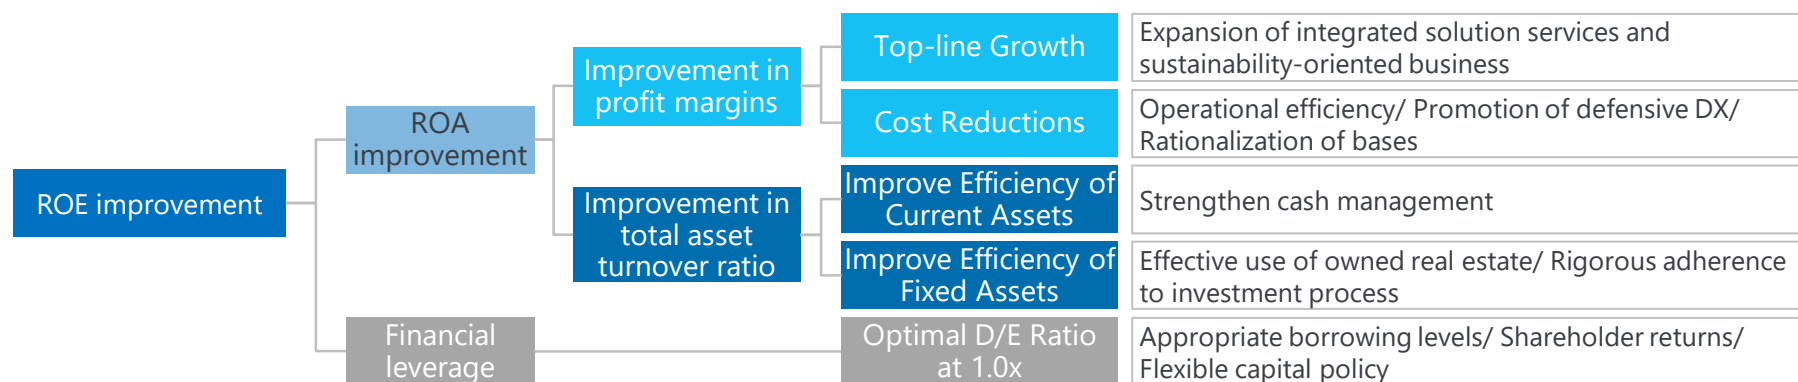 ROE improvement
ROA
improvement
Financial
leverage
Improvement in
profit margins
Improvement in
total asset
turnover ratio
Top-line Growth
Cost Reductions
Improve Efficiency of
Current Assets
Improve Efficiency of
Fixed Assets
Optimal D/E Ratio
at 1.0x
Expansion of integrated solution services and
sustainability-oriented business
Operational efficiency/ Promotion of defensive DX/
Rationalization of bases
Strengthen cash management
Effective use of owned real estate/ Rigorous adherence
to investment process
Appropriate borrowing levels/ Shareholder returns/
Flexible capital policy